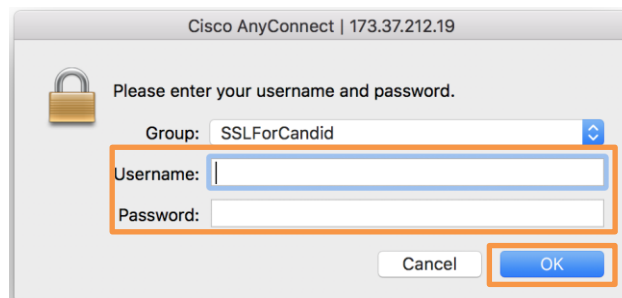 Cisco AnyConnect | 173.37.212.19
Please enter your username and password.
Group: SSLForCandid
Username:
Password:
Cancel OK